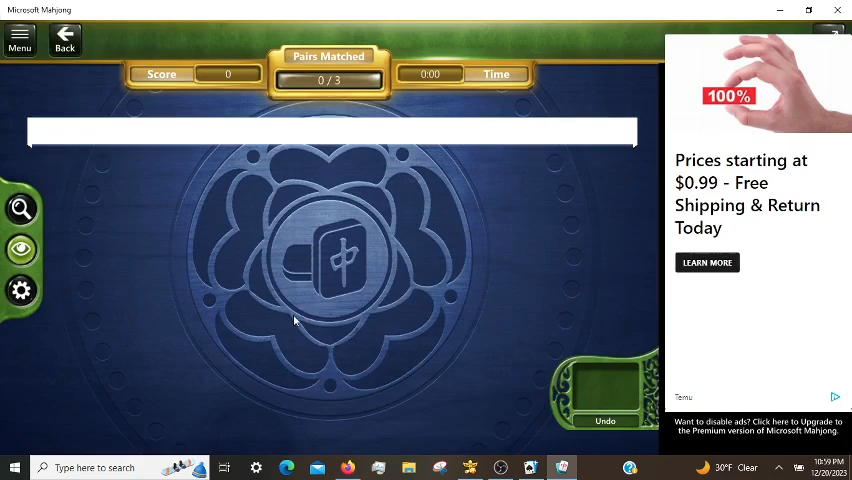 Microsoft Mahjong
Menu
Back
Pairs Matched
Score
0
0 / 3
0:00
Time
中
100%
Prices starting at
$0.99 - Free
Shipping & Return
Today
LEARN MORE
Temu
Undo
Want to disable ads? Click here to Upgrade to
the Premium version of Microsoft Mahjong.
Type here to search
30°F Clear
10:59 PM
12/20/2023